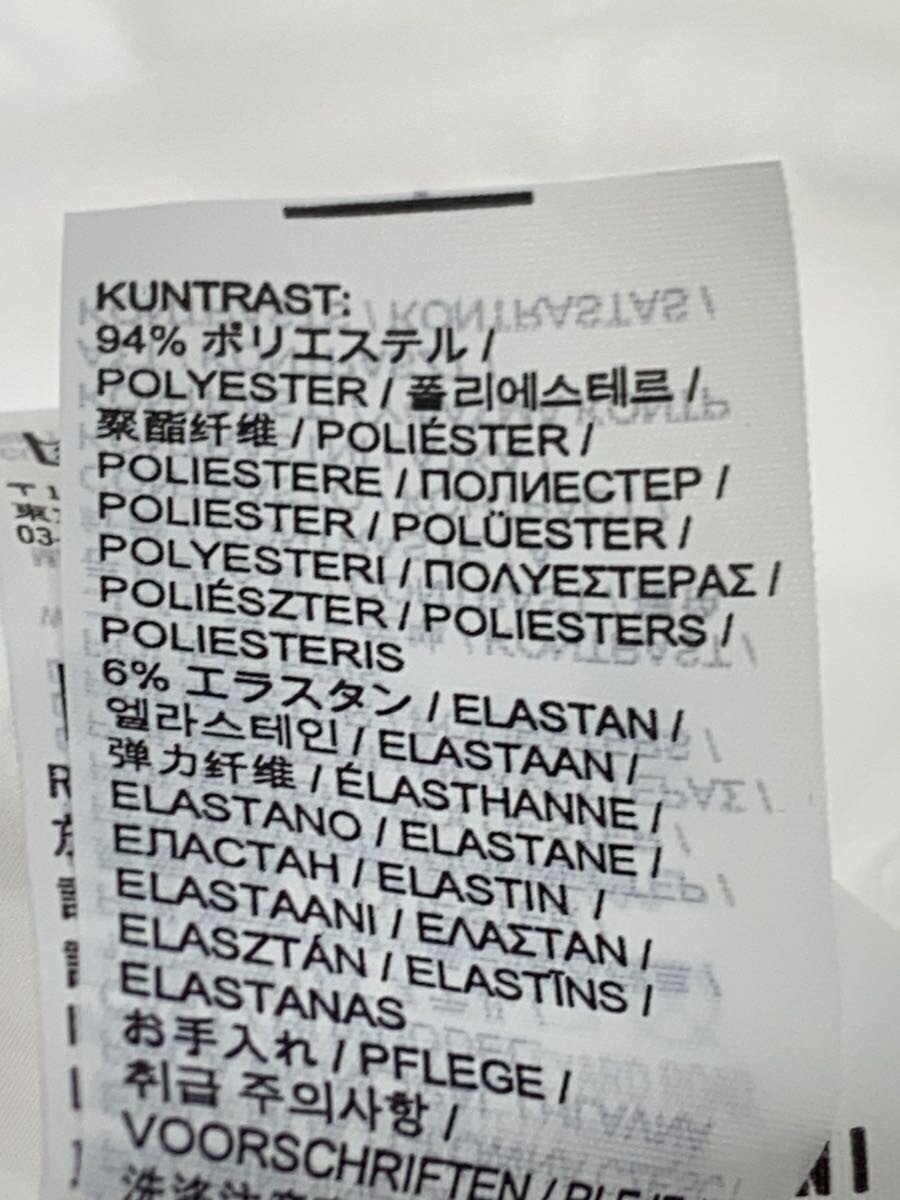 KUNTRAST:
94% ポリエステル /
POLYESTER / 폴리에스테르 /
聚酯纤维 / POLIÉSTER /
POLIESTERE / ПОЛИЕСТЕР /
POLIESTER / POLÜESTER /
POLYESTERI / ΠΟΛΥΕΣΤΕΡΑΣ /
POLIÉSZTER / POLIESTERS /
POLIESTERIS
6% エラスタン / ELASTAN /
엘라스테인 / ELASTAAN /
弹力纤维 / ÉLASTHANNE /
ELASTANO / ELASTANE /
ЕЛАСТАН / ELASTIN /
ELASTAANI / ΕΛΑΣΤΑΝ /
ELASZTÁN / ELASTĪNS /
ELASTANAS
お手入れ / PFLEGE /
취급 주의사항 /
VOORSCHRIFTEN /
03-